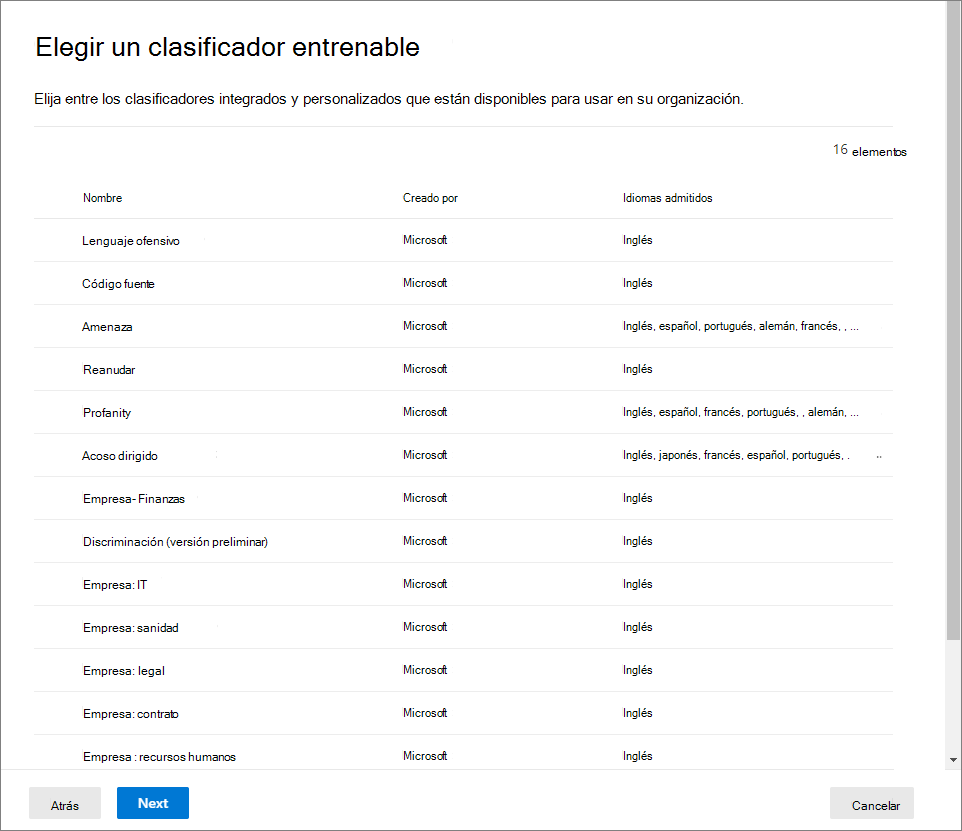 Elegir un clasificador entrenable
Elija entre los clasificadores integrados y personalizados que están disponibles para usar en su organización.
16 elementos
Nombre Creado por Idiomas admitidos
Lenguaje ofensivo Microsoft Inglés
Código fuente Microsoft Inglés
Amenaza Microsoft Inglés, español, portugués, alemán, francés, , ...
Reanudar Microsoft Inglés
Profanity Microsoft Inglés, español, francés, portugués, , alemán, ...
Acoso dirigido Microsoft Inglés, japonés, francés, español, portugués, . ..
Empresa- Finanzas Microsoft Inglés
Discriminación (versión preliminar) Microsoft Inglés
Empresa: IT Microsoft Inglés
Empresa: sanidad Microsoft Inglés
Empresa: legal Microsoft Inglés
Empresa: contrato Microsoft Inglés
Empresa : recursos humanos Microsoft Inglés
Atrás Next Cancelar